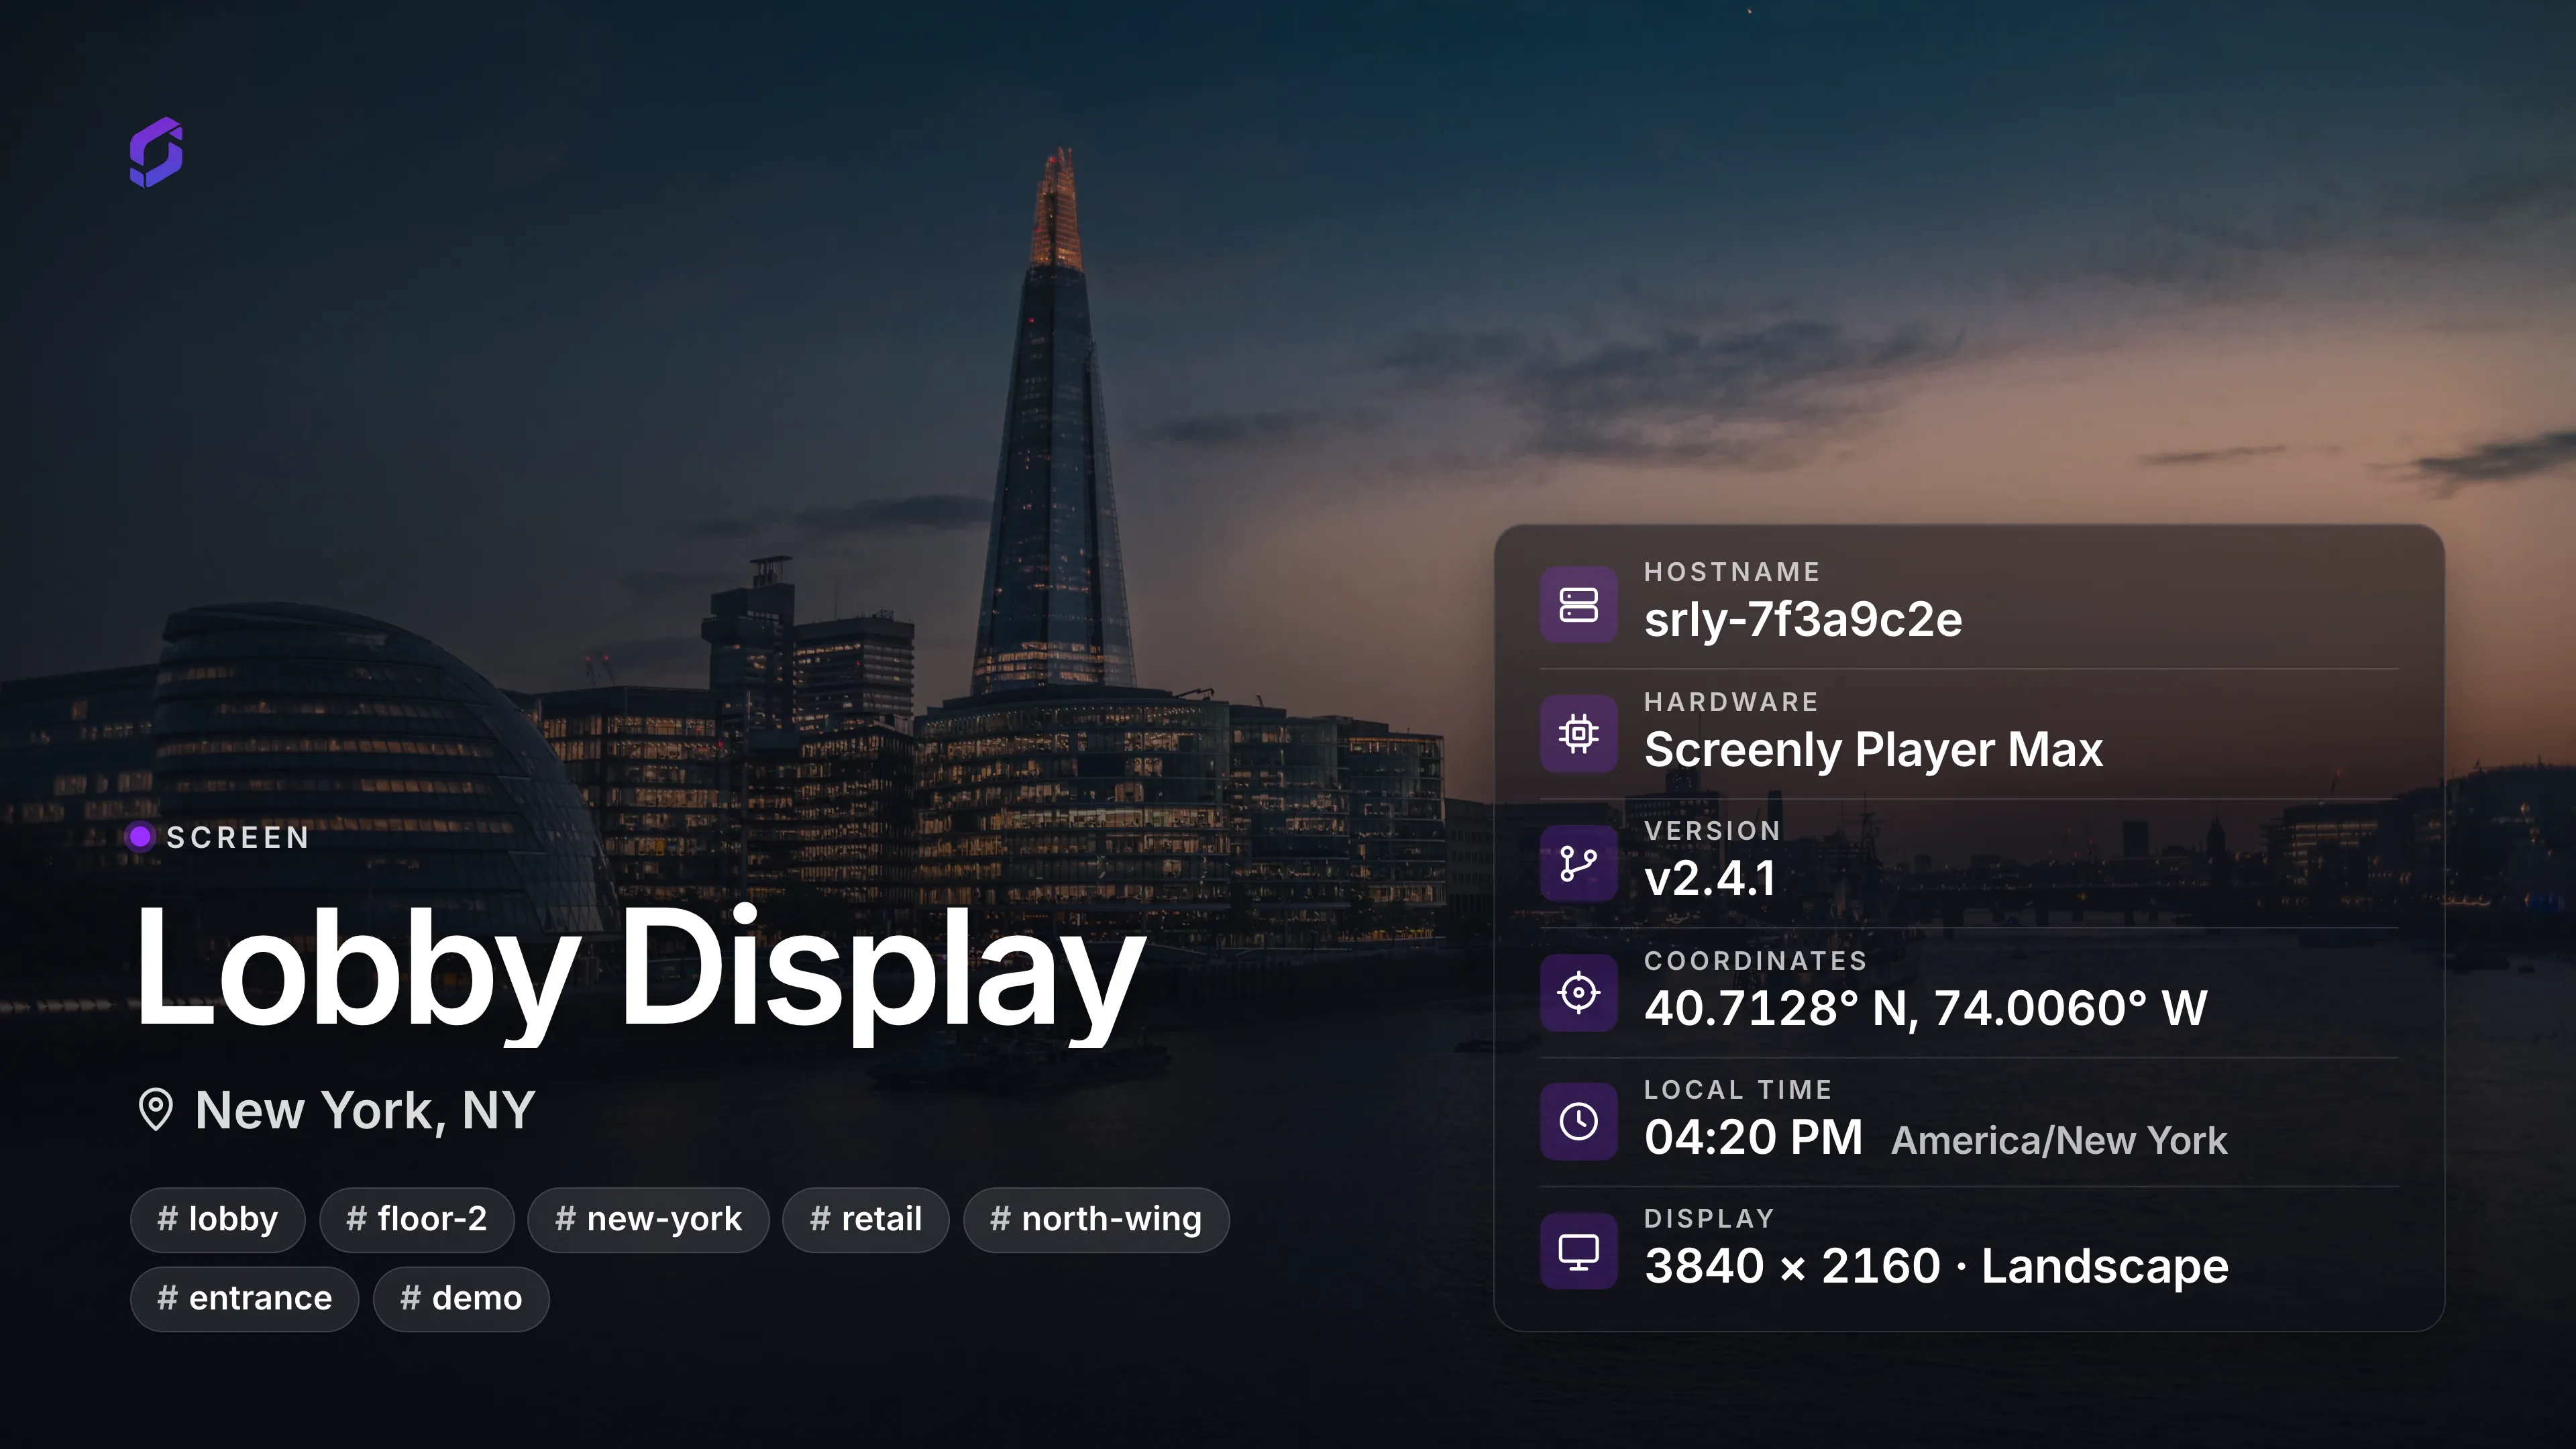 SCREEN
Lobby Display
New York, NY
# lobby # floor-2 # new-york # retail # north-wing
# entrance # demo
HOSTNAME
srly-7f3a9c2e
HARDWARE
Screenly Player Max
VERSION
v2.4.1
COORDINATES
40.7128° N, 74.0060° W
LOCAL TIME
04:20 PM America/New York
DISPLAY
3840 × 2160 · Landscape